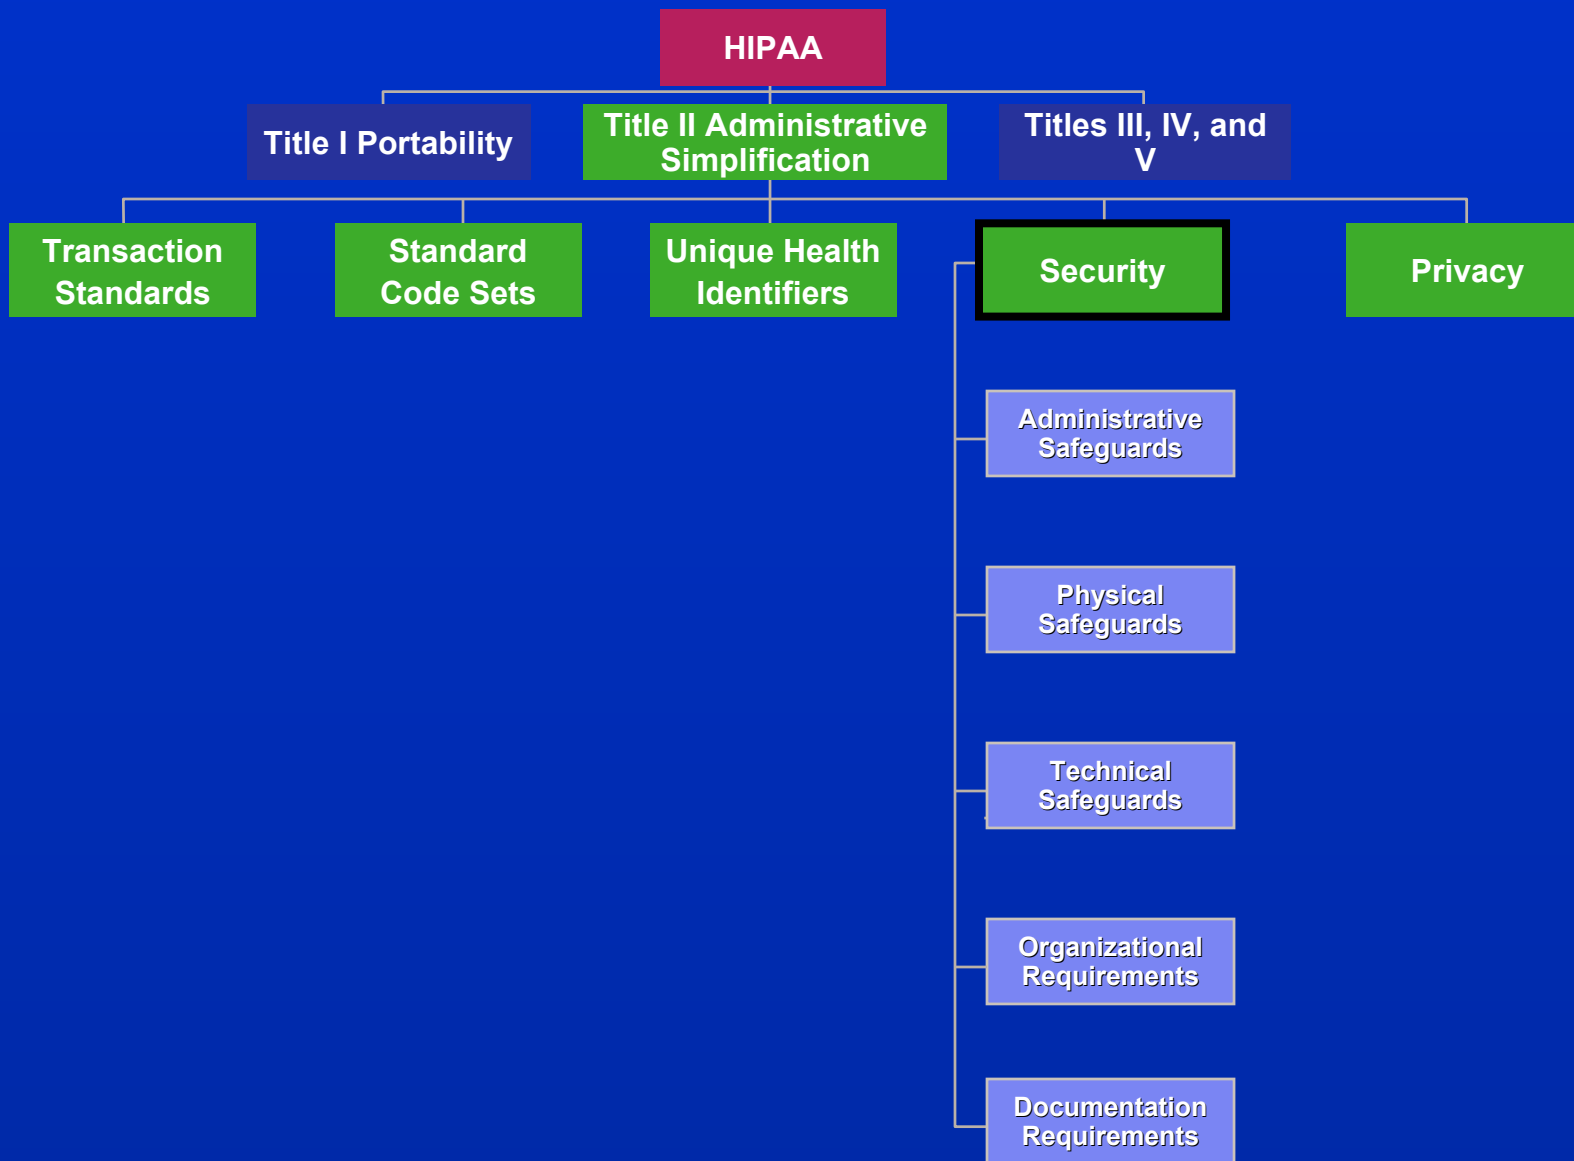 HIPAA
Title I Portability
Title II Administrative
Simplification
Titles III, IV, and
V
Transaction
Standards
Standard
Code Sets
Unique Health
Identifiers
Security
Privacy
Administrative
Safeguards
Physical
Safeguards
Technical
Safeguards
Organizational
Requirements
Documentation
Requirements